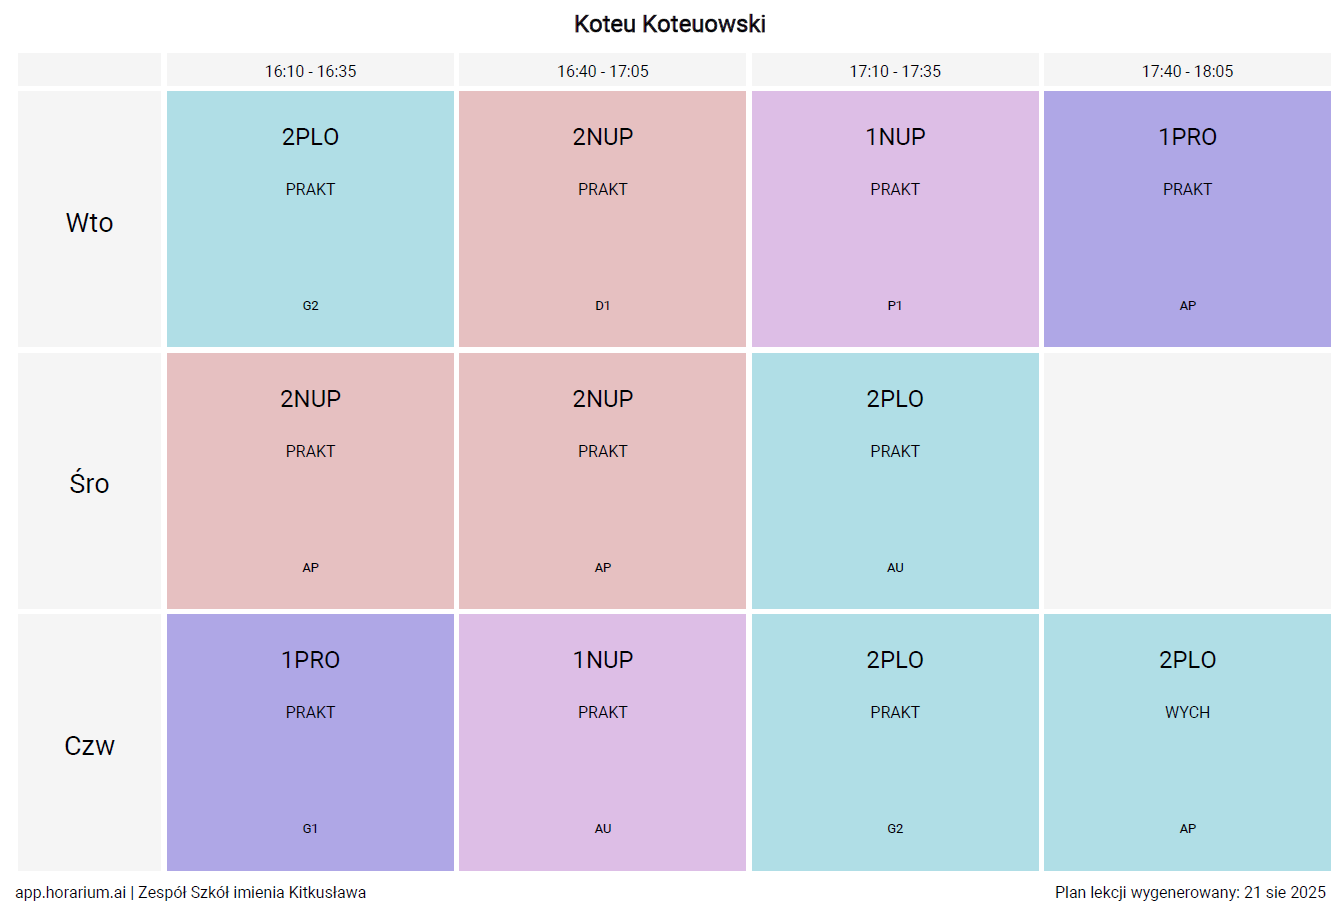 Koteu Koteuowski
16:10 - 16:35 16:40 - 17:05 17:10 - 17:35 17:40 - 18:05
Wto
2PLO 2NUP 1NUP 1PRO
PRAKT PRAKT PRAKT PRAKT
G2 D1 P1 AP
Śro
2NUP 2NUP 2PLO
PRAKT PRAKT PRAKT
AP AP AU
Czw
1PRO 1NUP 2PLO 2PLO
PRAKT PRAKT PRAKT WYCH
G1 AU G2 AP
app.horarium.ai | Zespół Szkół imienia Kitkusława Plan lekcji wygenerowany: 21 sie 2025